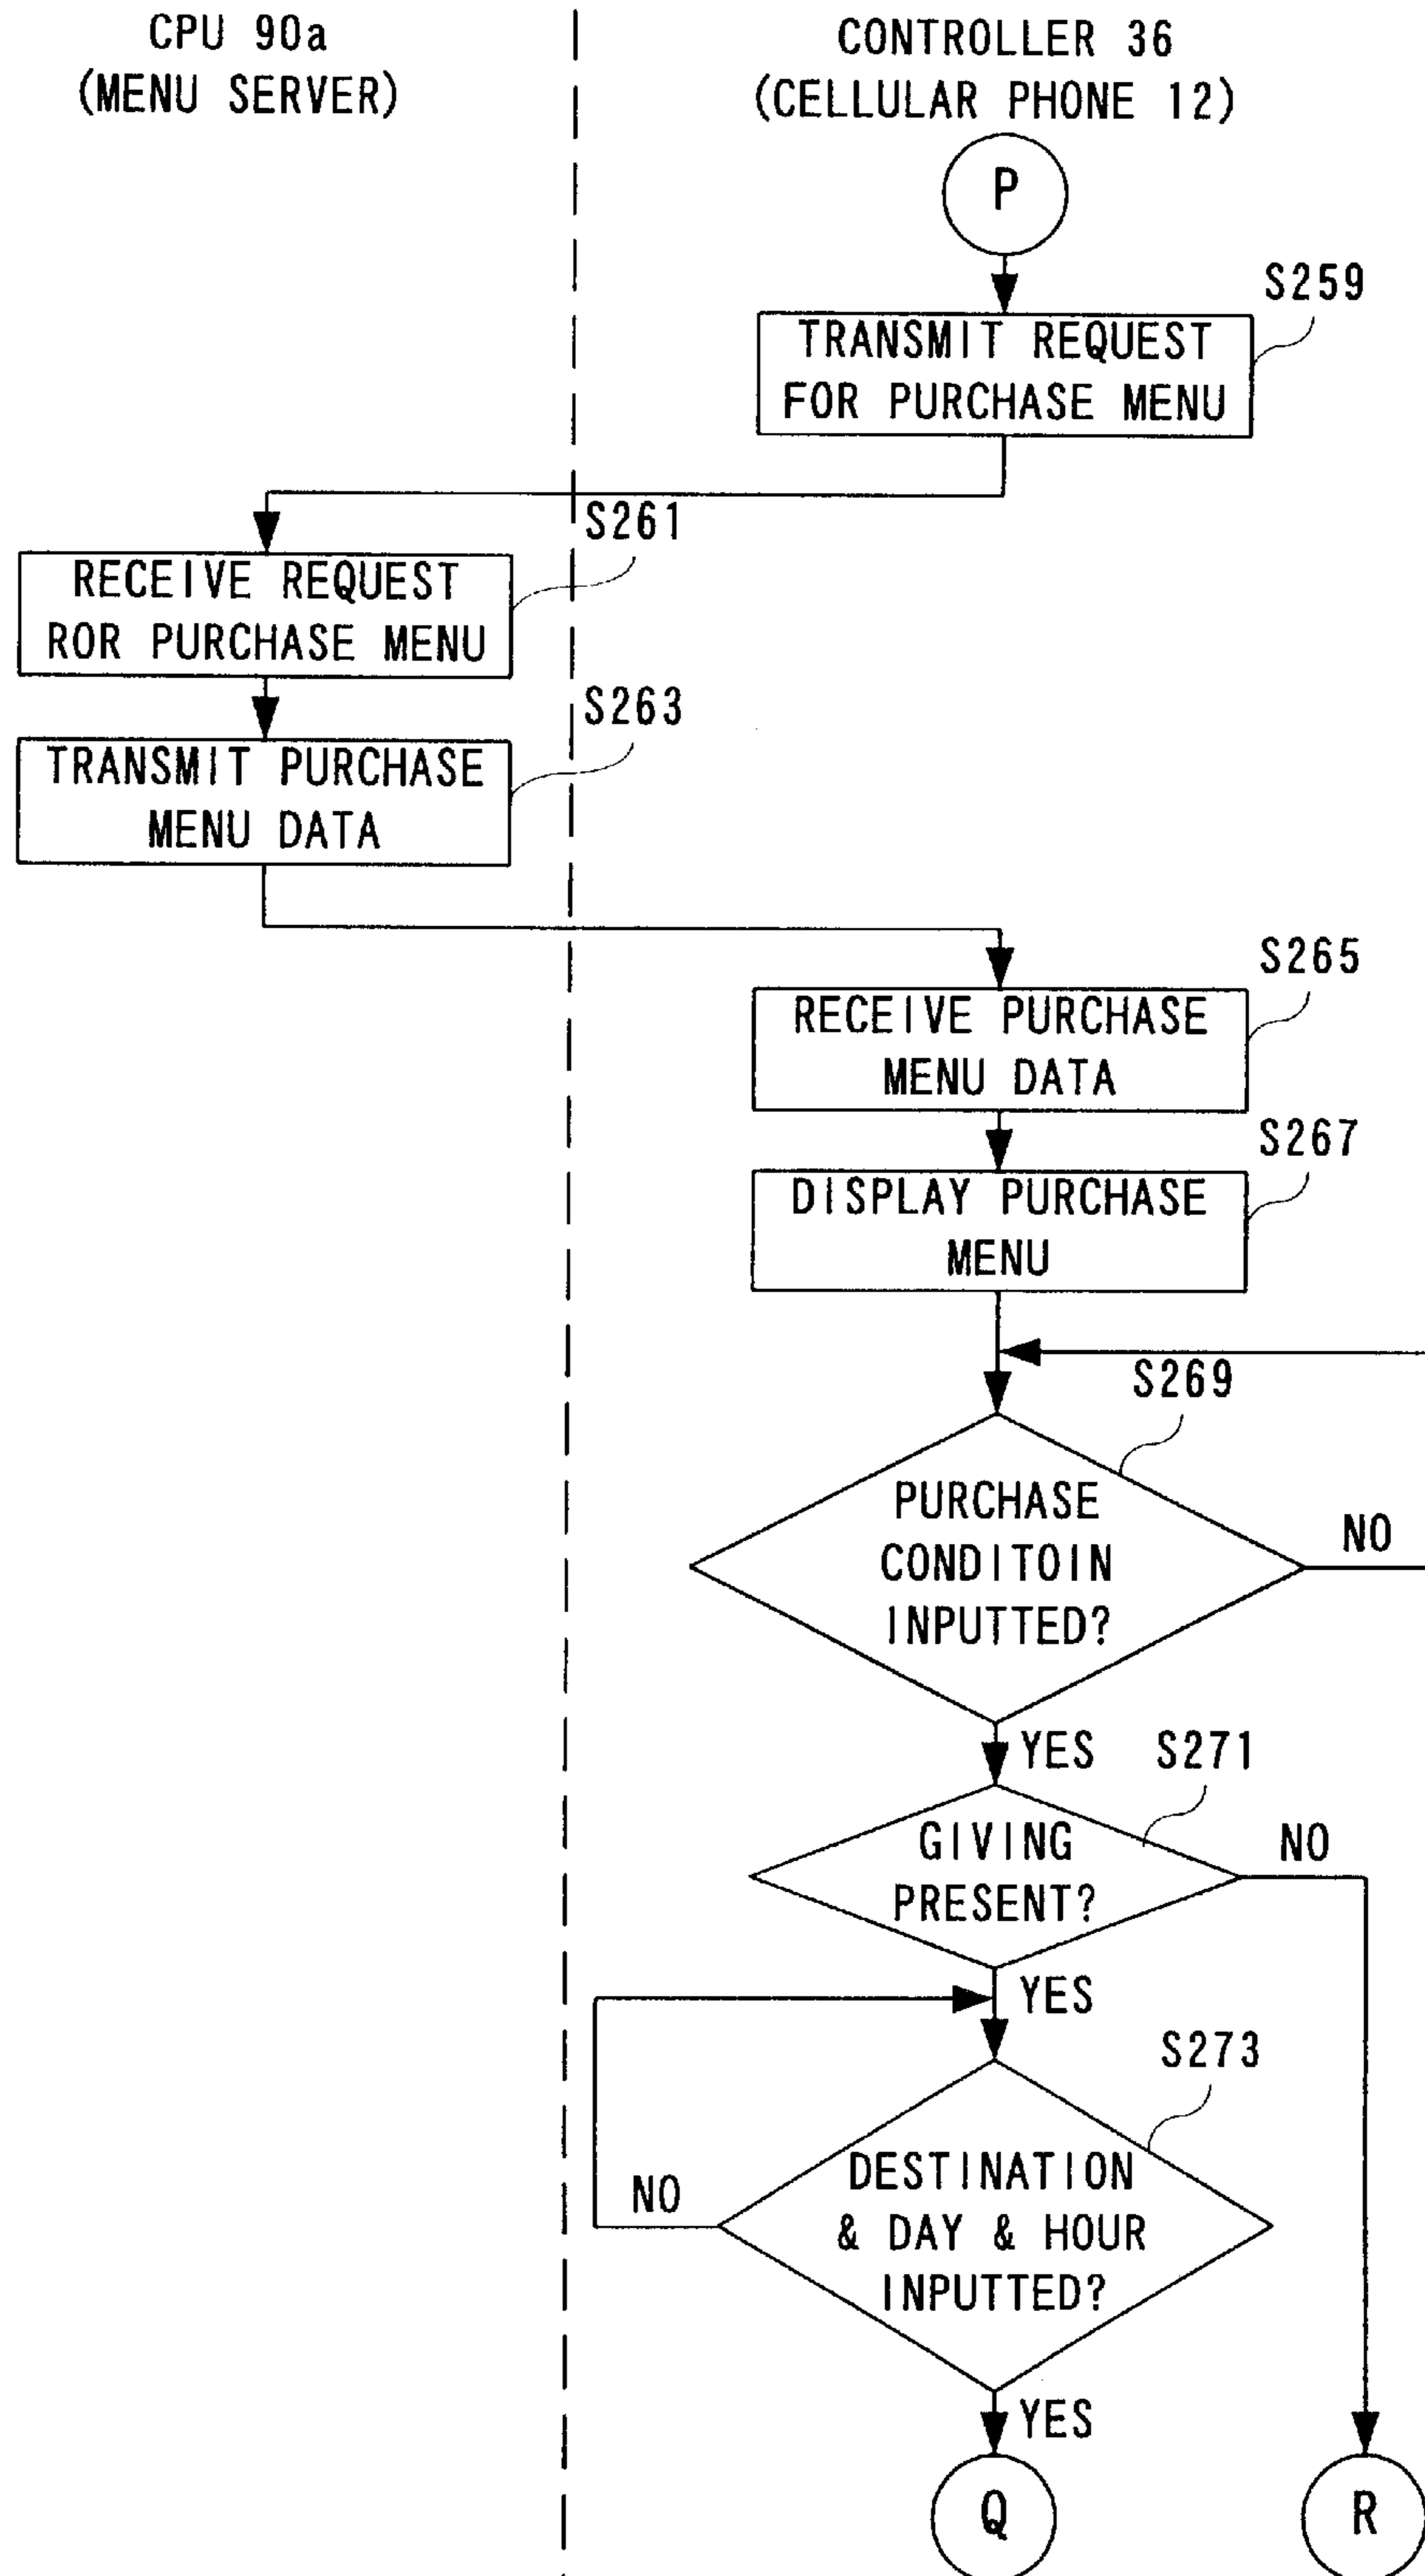 CPU 90a
(MENU SERVER)
CONTROLLER 36
(CELLULAR PHONE 12)
P
S259
TRANSMIT REQUEST
FOR PURCHASE MENU
S261
RECEIVE REQUEST
ROR PURCHASE MENU
S263
TRANSMIT PURCHASE
MENU DATA
S265
RECEIVE PURCHASE
MENU DATA
S267
DISPLAY PURCHASE
MENU
S269
PURCHASE
CONDITOIN
INPUTTED?
NO
YES
S271
GIVING
PRESENT?
NO
YES
S273
DESTINATION
& DAY & HOUR
INPUTTED?
NO
YES
Q
R